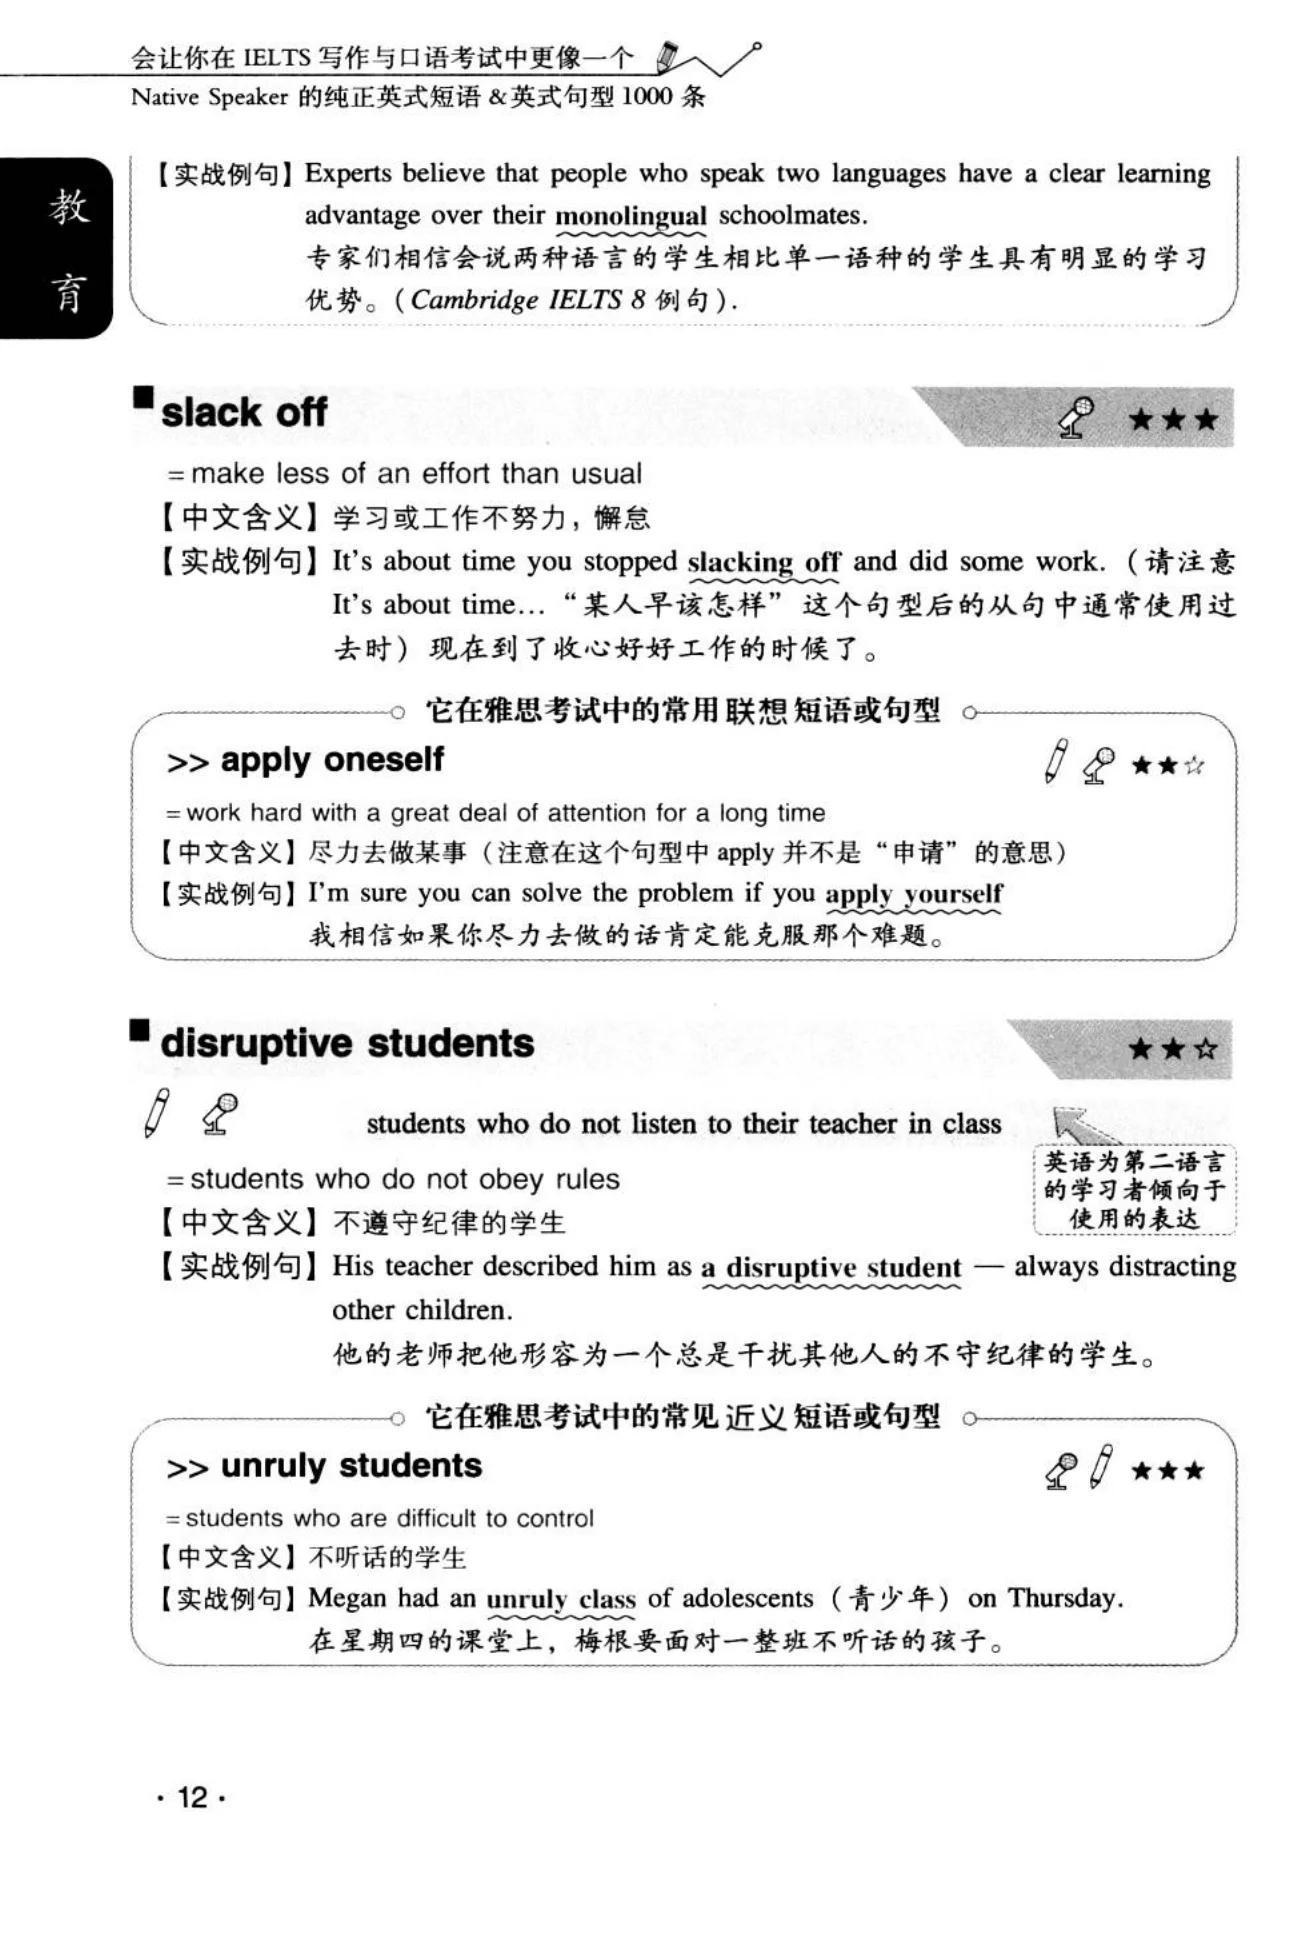 会让你在 IELTS 写作与口语考试中更像一个
Native Speaker 的纯正英式短语 &英式句型 1000 条
教
育
【实战例句】Experts believe that people who speak two languages have a clear learning
advantage over their monolingual schoolmates.
专家们相信会说两种语言的学生相比单一语种的学生具有明显的学习
优势。(Cambridge IELTS 8 例句).
■slack off ★★★
=make less of an effort than usual
【中文含义】学习或工作不努力，懈怠
【实战例句】It's about time you stopped slacking off and did some work.（请注意
It's about time…“某人早该怎样”这个句型后的从句中通常使用过
去时）现在到了收心好好工作的时候了。
它在雅思考试中的常用联想短语或句型
>> apply oneself ★★☆
=work hard with a great deal of attention for a long time
【中文含义】尽力去做某事（注意在这个句型中 apply 并不是“申请”的意思）
【实战例句】I'm sure you can solve the problem if you apply yourself
我相信如果你尽力去做的话肯定能克服那个难题。
■disruptive students ★★☆
students who do not listen to their teacher in class
英语为第二语言
的学习者倾向于
使用的表达
=students who do not obey rules
【中文含义】不遵守纪律的学生
【实战例句】His teacher described him as a disruptive student — always distracting
other children.
他的老师把他形容为一个总是干扰其他人的不守纪律的学生。
它在雅思考试中的常见近义短语或句型
>> unruly students ★★★
=students who are difficult to control
【中文含义】不听话的学生
【实战例句】Megan had an unruly class of adolescents（青少年）on Thursday.
在星期四的课堂上，梅根要面对一整班不听话的孩子。
· 12 ·